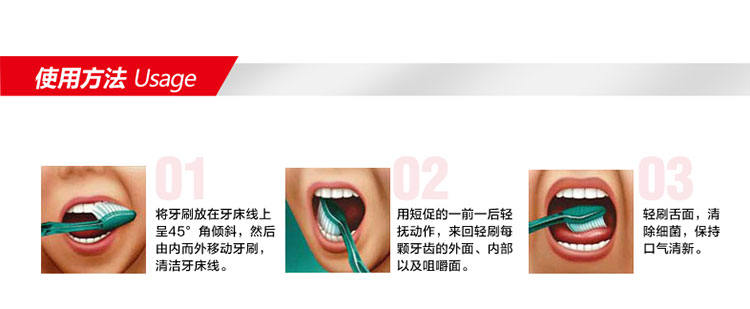 使用方法 Usage
01
将牙刷放在牙床线上
呈45°角倾斜，然后
由内而外移动牙刷，
清洁牙床线。
02
用短促的一前一后轻
抚动作，来回轻刷每
颗牙齿的外面、内部
以及咀嚼面。
03
轻刷舌面，清
除细菌，保持
口气清新。